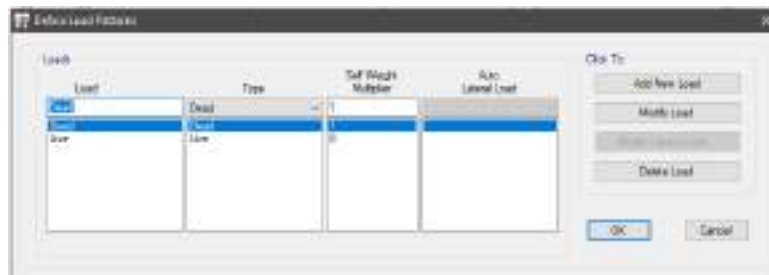 Define Load Patterns
Loads
Click To:
Load
Type
Self Weight
Multiplier
Auto
Lateral Load
Dead
Dead
1
Dead
Dead
1
Live
Live
0
Add New Load
Modify Load
Delete Load
OK
Cancel